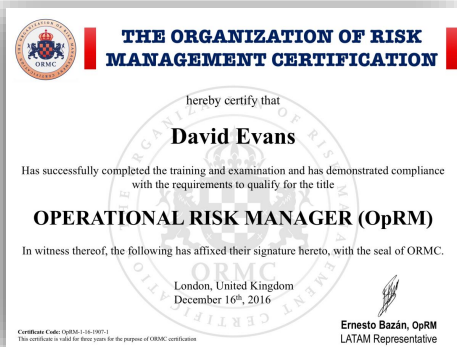 THE ORGANIZATION OF RISK
MANAGEMENT CERTIFICATION
ORMC
hereby certify that
David Evans
Has successfully completed the training and examination and has demonstrated compliance
with the requirements to qualify for the title
OPERATIONAL RISK MANAGER (OpRM)
In witness thereof, the following has affixed their signature hereto, with the seal of ORMC.
ORMC
London, United Kingdom
December 16th, 2016
Ernesto Bazán, OpRM
LATAM Representative
Certificate Code: OpRM-1-16-1907-1
This certificate is valid for three years for the purpose of ORMC certification